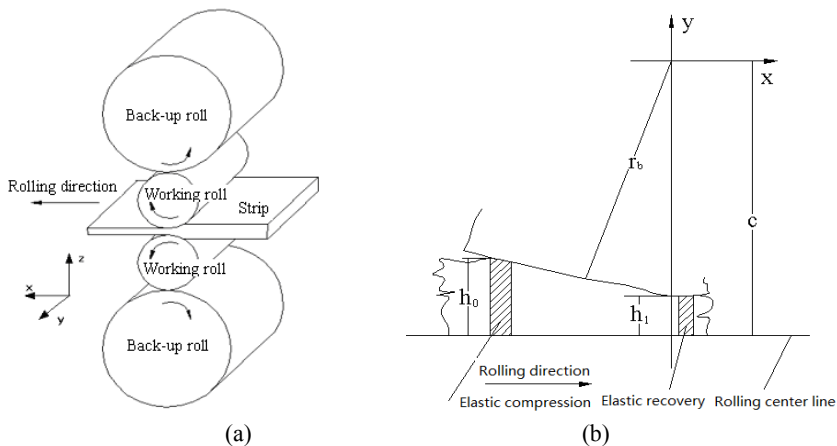 Back-up roll
Rolling direction
Working roll
Strip
Working roll
z
x
y
Back-up roll
(a)
y
x
r_b
c
h_0
h_1
Rolling direction
Elastic compression
Elastic recovery
Rolling center line
(b)